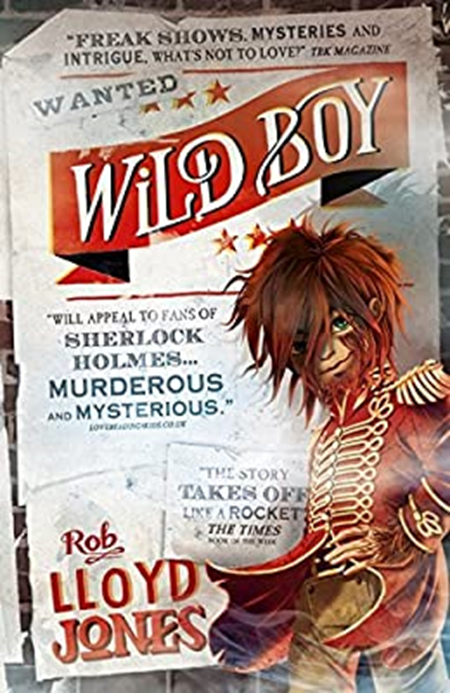 "FREAK SHOWS, MYSTERIES AND
INTRIGUE, WHAT'S NOT TO LOVE?" TBK MAGAZINE
WANTED
WILD BOY
"WILL APPEAL TO FANS OF
SHERLOCK
HOLMES...
MURDEROUS
AND MYSTERIOUS."
LOVEREADING4KIDS.CO.UK
"THE STORY
TAKES OFF
LIKE A ROCKET"
THE TIMES
BOOK OF THE WEEK
Rob
LLOYD
JONES